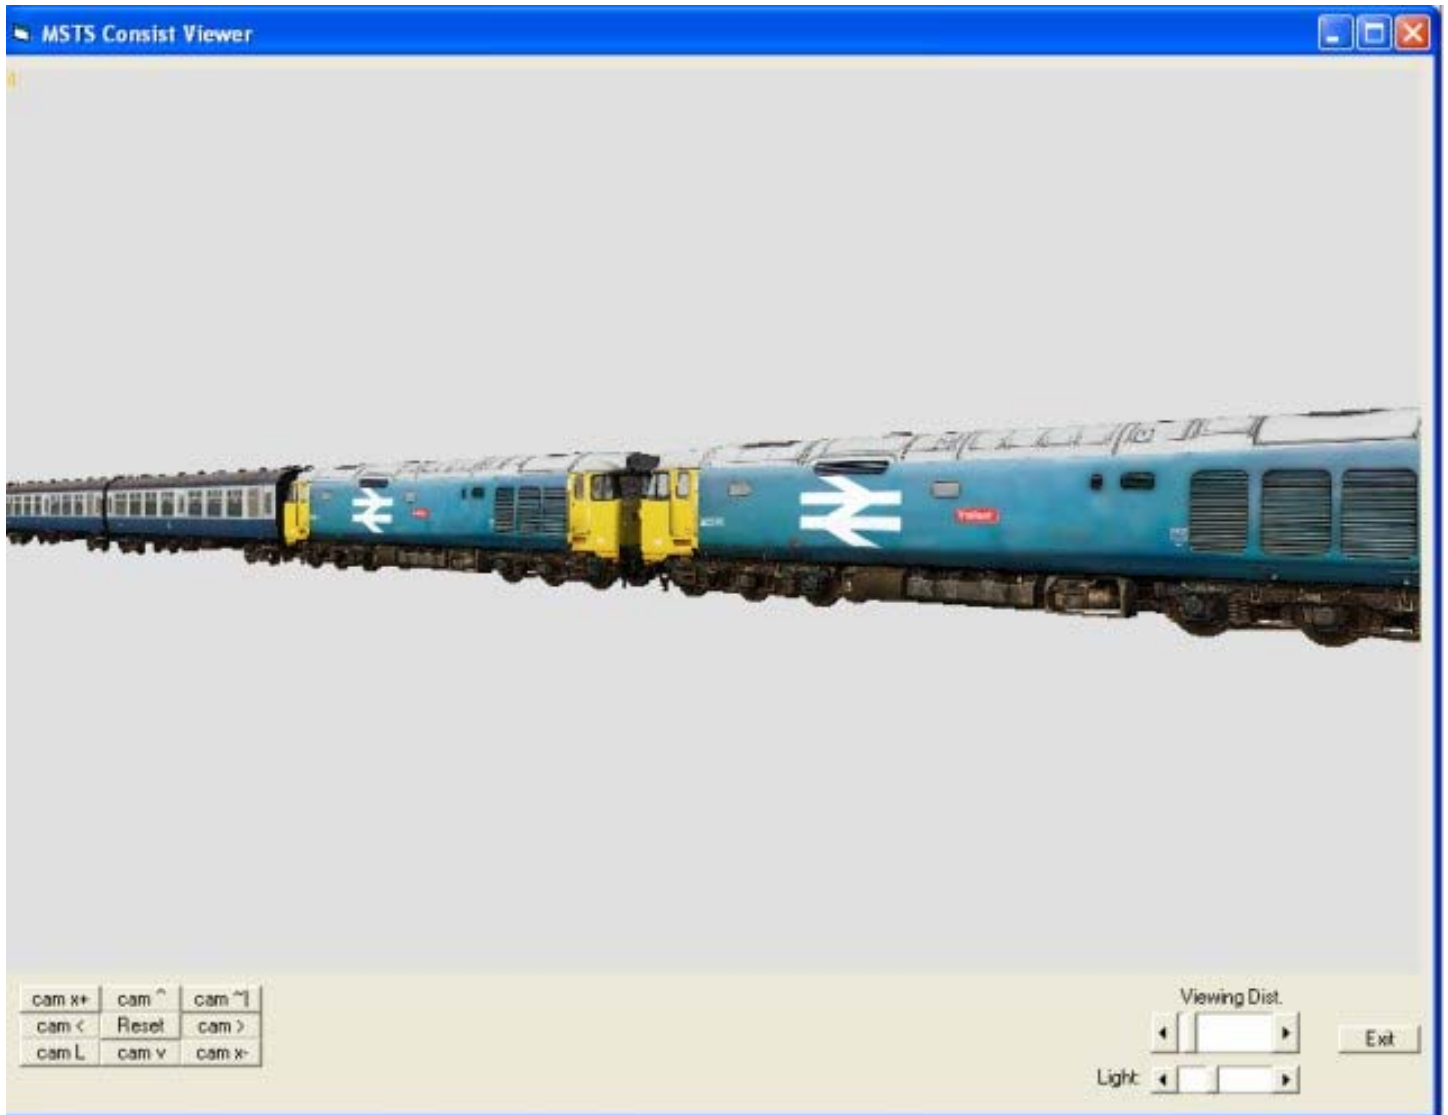 MSTS Consist Viewer
cam x+ cam ^ cam ~|
cam < Reset cam >
cam L cam v cam x-
Viewing Dist.
Exit
Light: